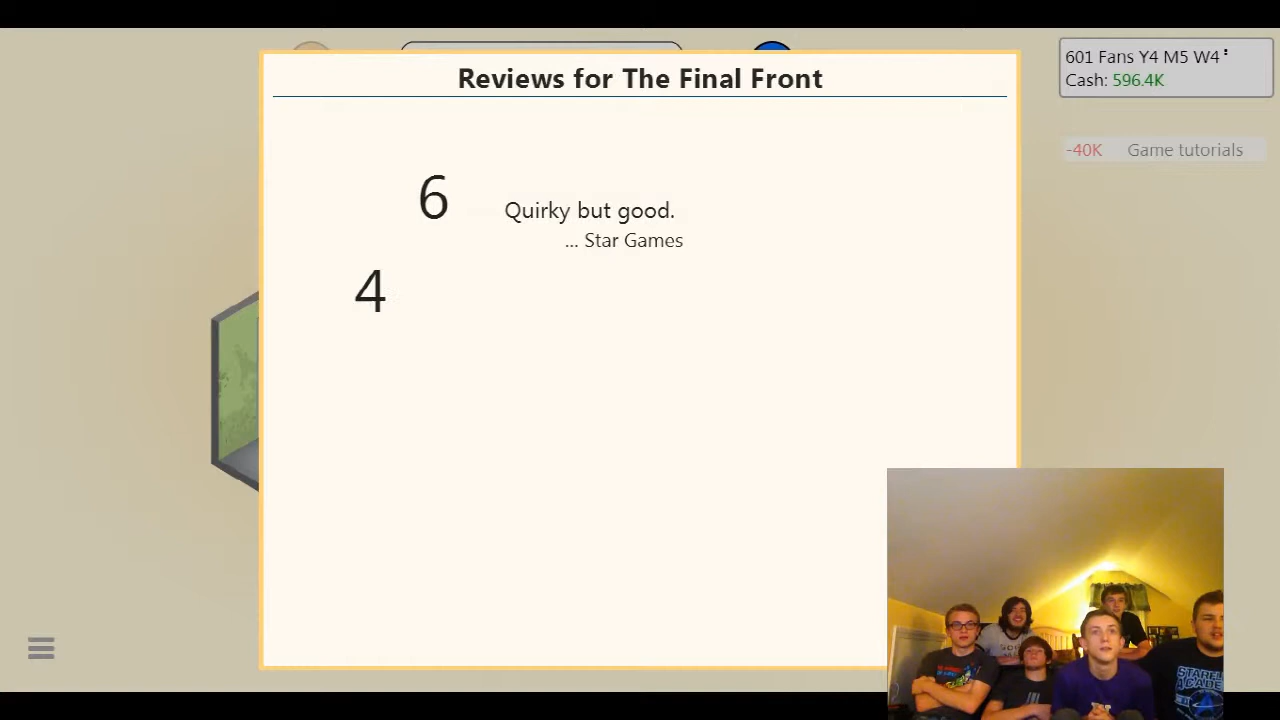 Reviews for The Final Front
601 Fans Y4 M5 W4
Cash: 596.4K
-40K Game tutorials
6 Quirky but good.
... Star Games
4